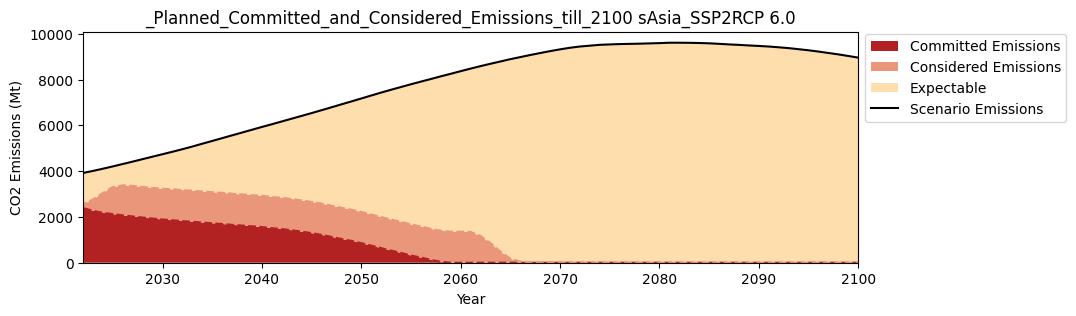 _Planned_Committed_and_Considered_Emissions_till_2100 sAsia_SSP2RCP 6.0
10000
8000
6000
4000
2000
0
CO2 Emissions (Mt)
2030 2040 2050 2060 2070 2080 2090 2100
Year
Committed Emissions
Considered Emissions
Expectable
Scenario Emissions